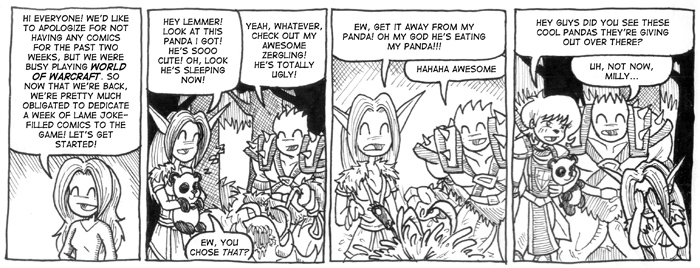 HI EVERYONE! WE'D LIKE
TO APOLOGIZE FOR NOT
HAVING ANY COMICS
FOR THE PAST TWO
WEEKS, BUT WE WERE
BUSY PLAYING WORLD
OF WARCRAFT. SO
NOW THAT WE'RE BACK,
WE'RE PRETTY MUCH
OBLIGATED TO DEDICATE
A WEEK OF LAME JOKE-
FILLED COMICS TO THE
GAME! LET'S GET
STARTED!
HEY LEMMER!
LOOK AT THIS
PANDA I GOT!
HE'S SOOO
CUTE! OH, LOOK
HE'S SLEEPING
NOW!
YEAH, WHATEVER,
CHECK OUT MY
AWESOME
ZERGLING!
HE'S TOTALLY
UGLY!
EW, YOU
CHOSE THAT?
EW, GET IT AWAY FROM MY
PANDA! OH MY GOD HE'S EATING
MY PANDA!!!
HAHAHA AWESOME
HEY GUYS DID YOU SEE THESE
COOL PANDAS THEY'RE GIVING
OUT OVER THERE?
UH, NOT NOW,
MILLY...